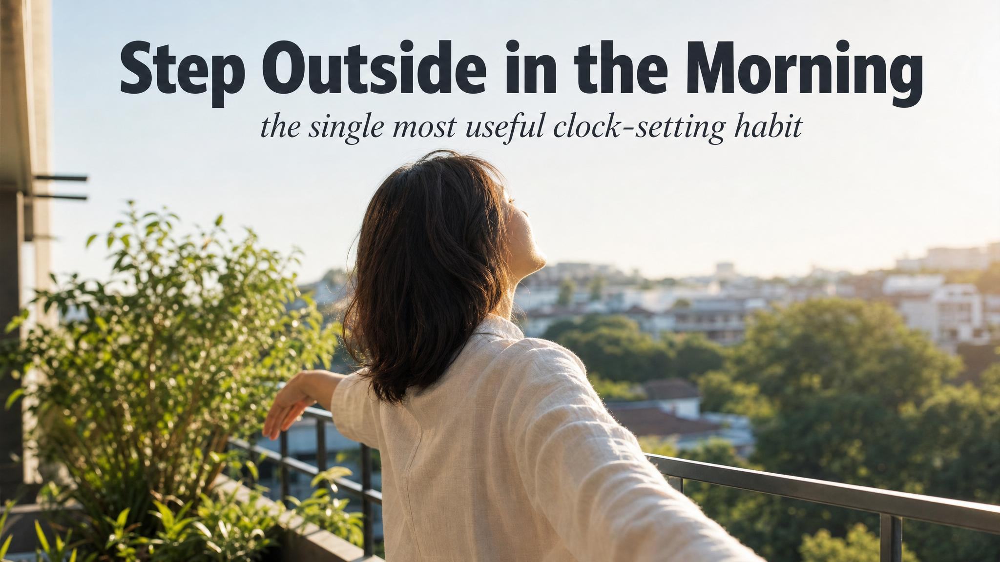 Step Outside in the Morning
the single most useful clock-setting habit